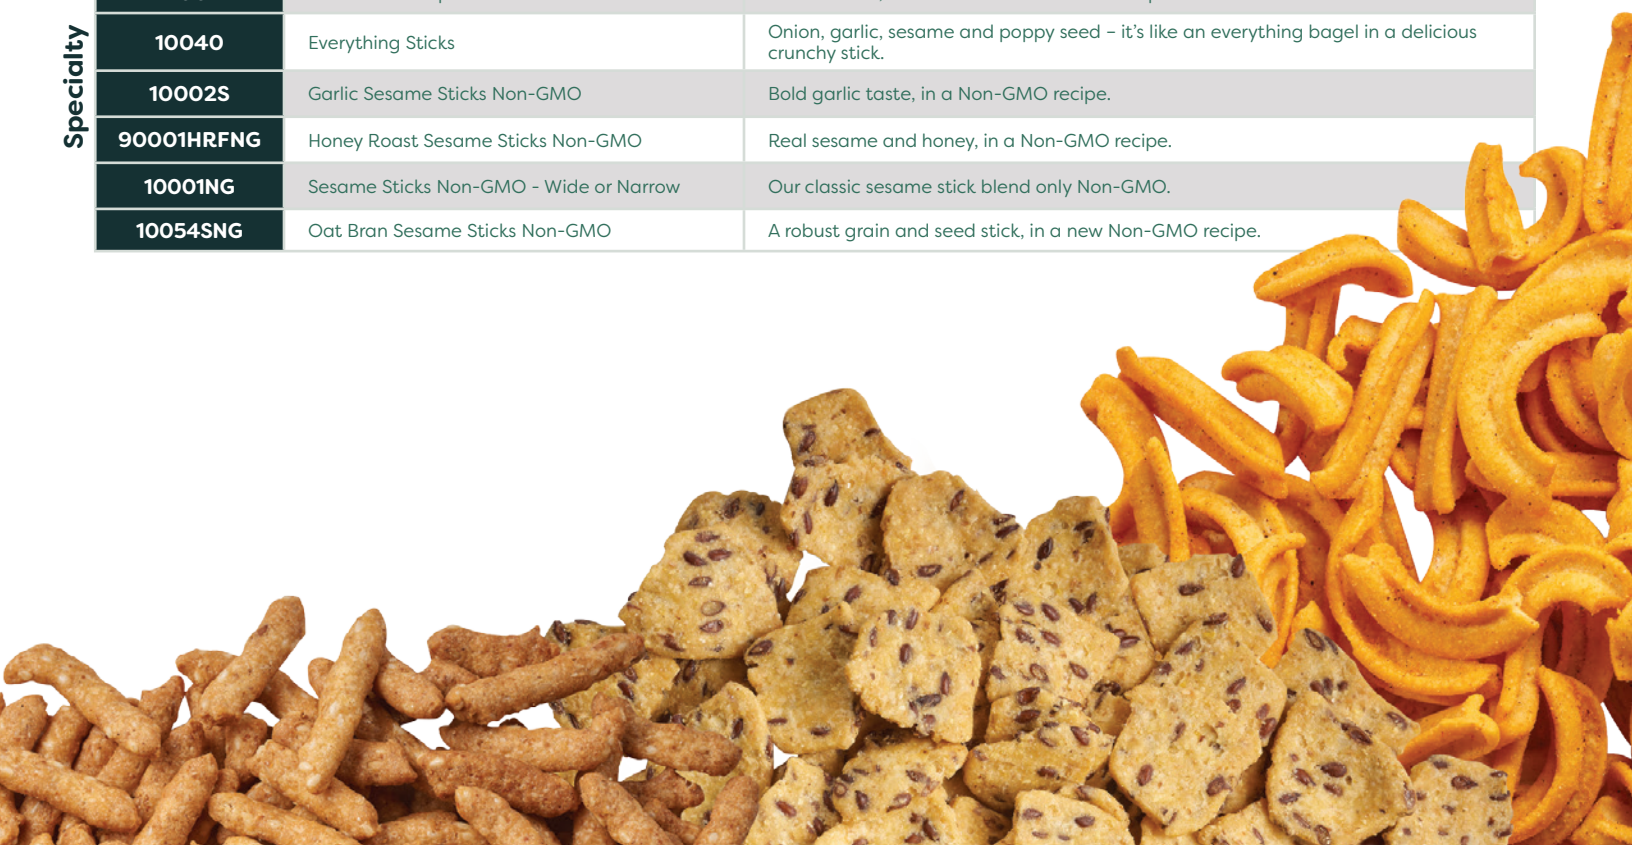 Specialty
10040 Everything Sticks Onion, garlic, sesame and poppy seed – it’s like an everything bagel in a delicious
crunchy stick.
10002S Garlic Sesame Sticks Non-GMO Bold garlic taste, in a Non-GMO recipe.
90001HRFNG Honey Roast Sesame Sticks Non-GMO Real sesame and honey, in a Non-GMO recipe.
10001NG Sesame Sticks Non-GMO - Wide or Narrow Our classic sesame stick blend only Non-GMO.
10054SNG Oat Bran Sesame Sticks Non-GMO A robust grain and seed stick, in a new Non-GMO recipe.